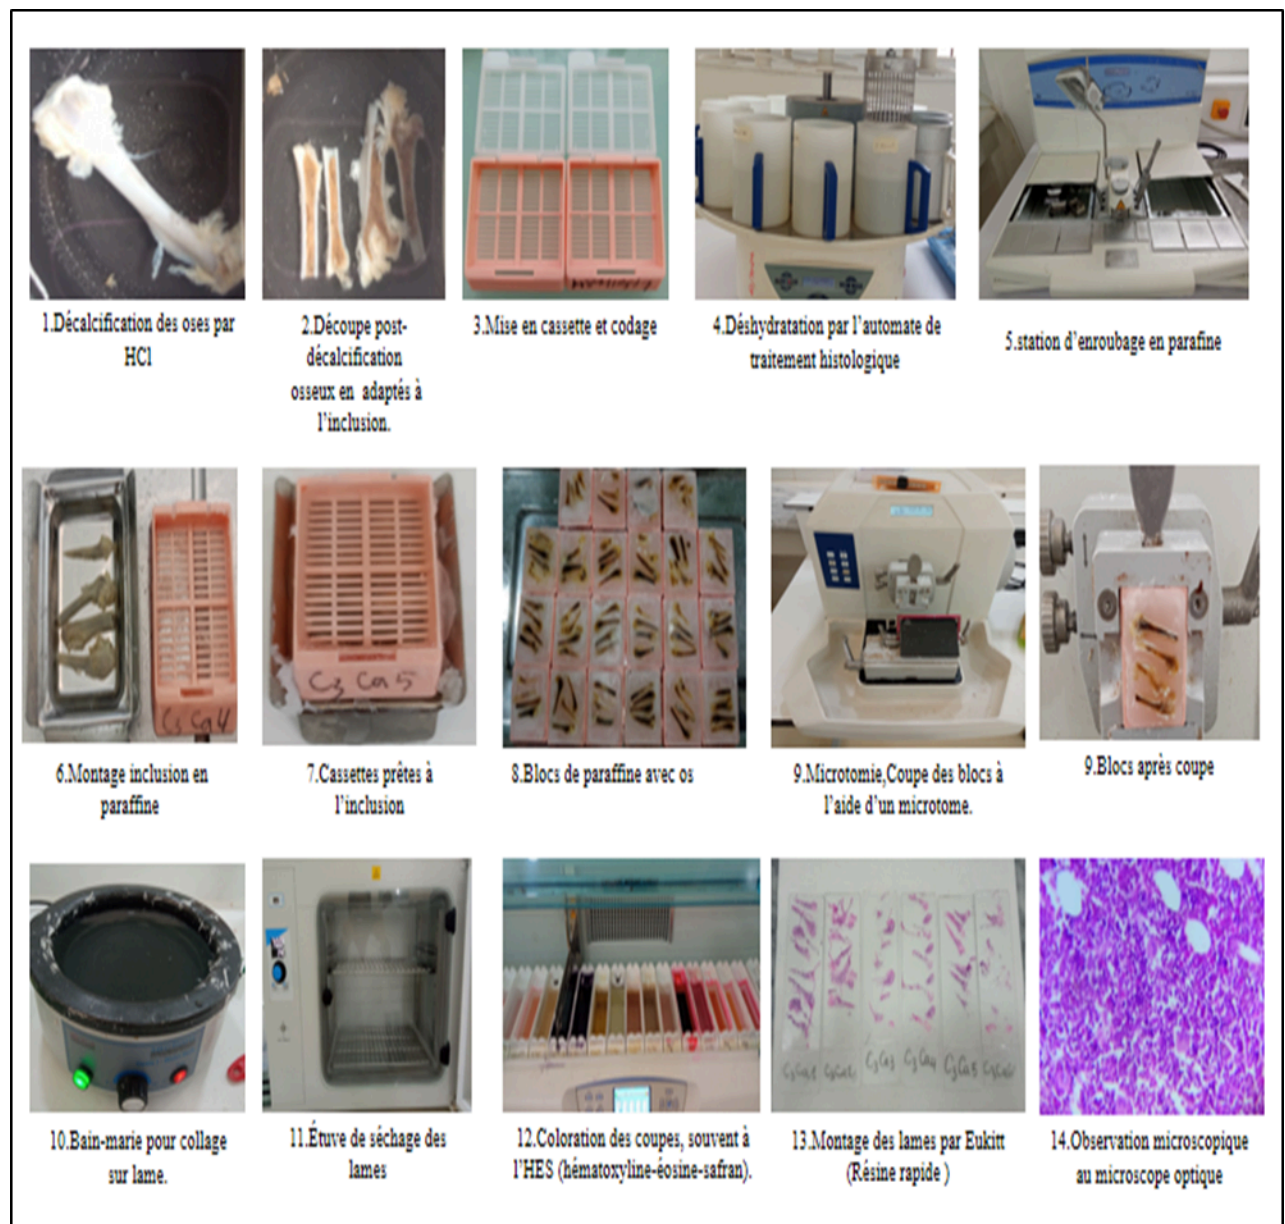 1.Décalcification des oses par
HCl
2.Découpe post-
décalcification
osseux en adaptés à
l'inclusion.
3.Mise en cassette et codage
4.Déshydratation par l'automate de
traitement histologique
5.station d'enroubage en parafine
C3 Ca4
C3 Ca 5
6.Montage inclusion en
paraffine
7.Cassettes prêtes à
l'inclusion
8.Blocs de paraffine avec os
9.Microtomie,Coupe des blocs à
l'aide d'un microtome.
9.Blocs après coupe
C3Ca3
C3Ca4
C3Ca5
10.Bain-marie pour collage
sur lame.
11.Étuve de séchage des
lames
12.Coloration des coupes, souvent à
l'HES (hématoxyline-éosine-safran).
13.Montage des lames par Eukitt
(Résine rapide )
14.Observation microscopique
au microscope optique